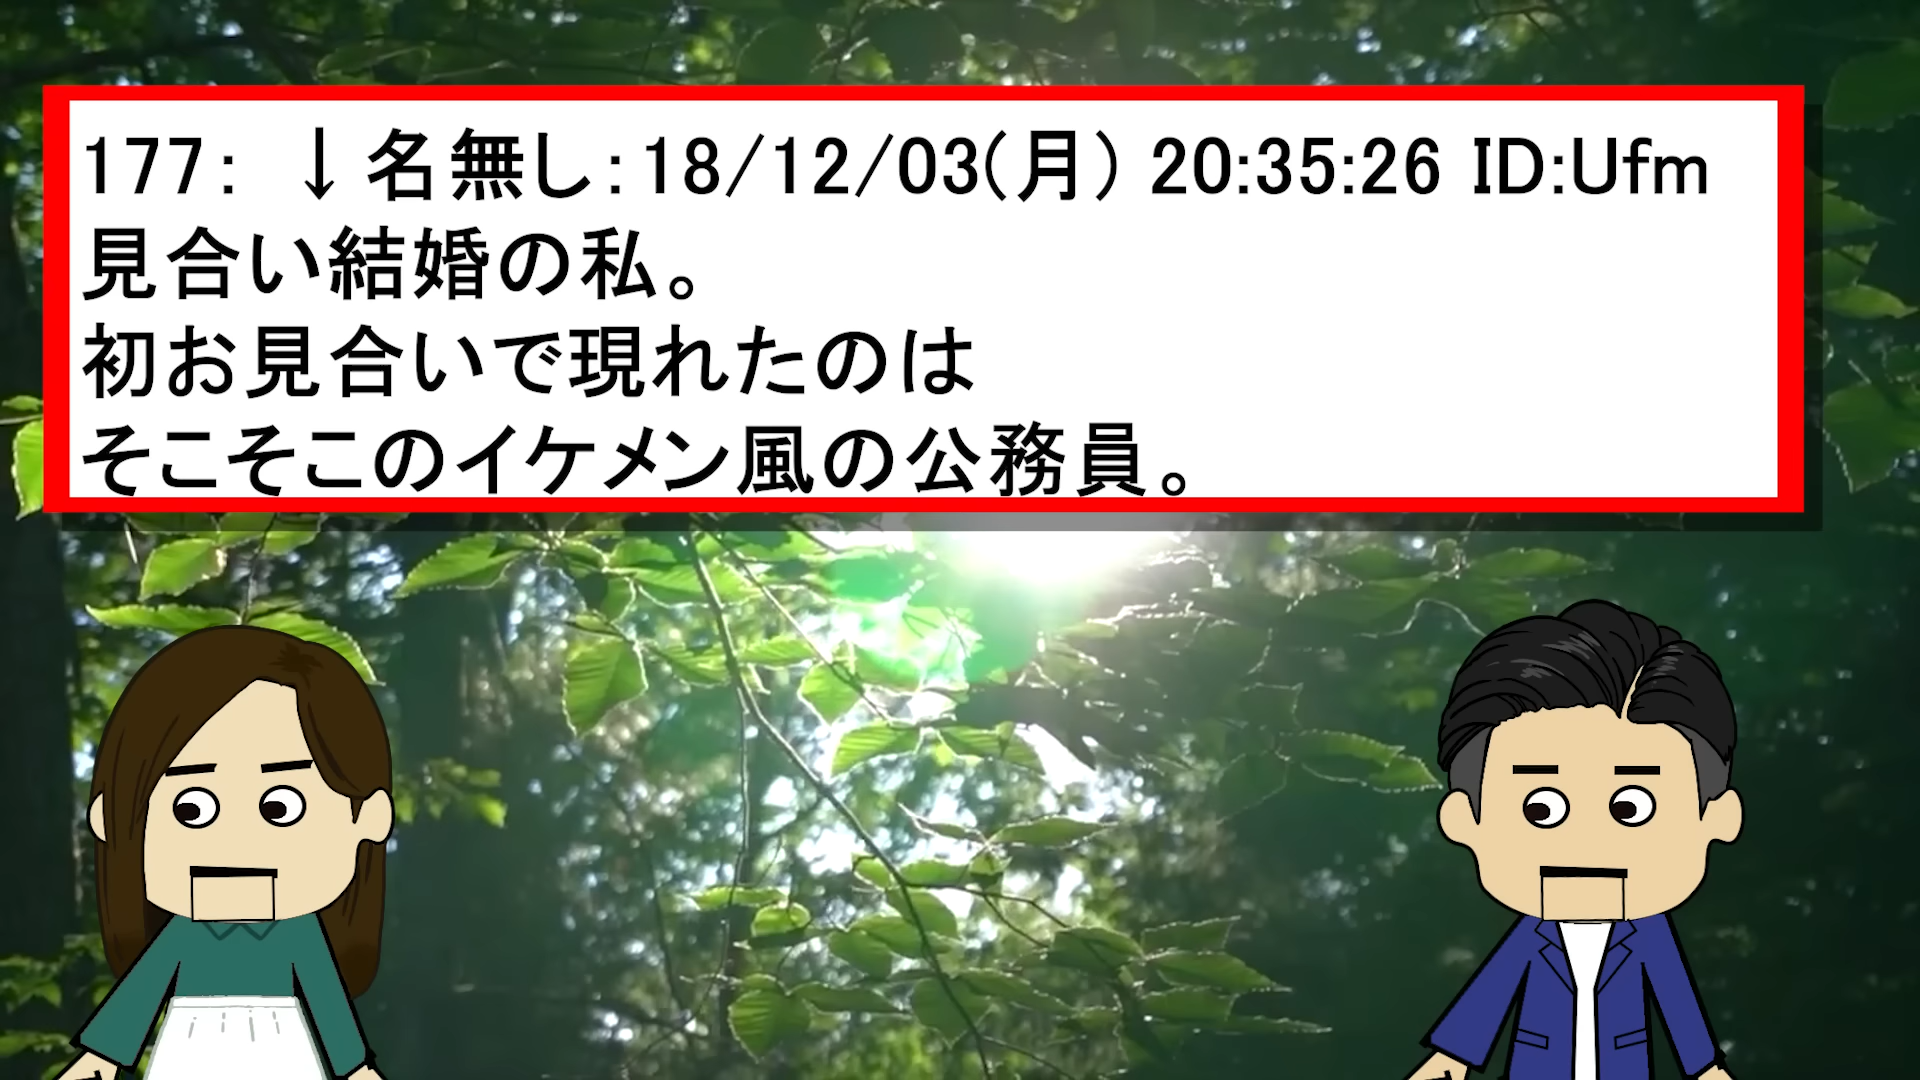 177: ↓名無し:18/12/03(月) 20:35:26 ID:Ufm
見合い結婚の私。
初お見合いで現れたのは
そこそこのイケメン風の公務員。